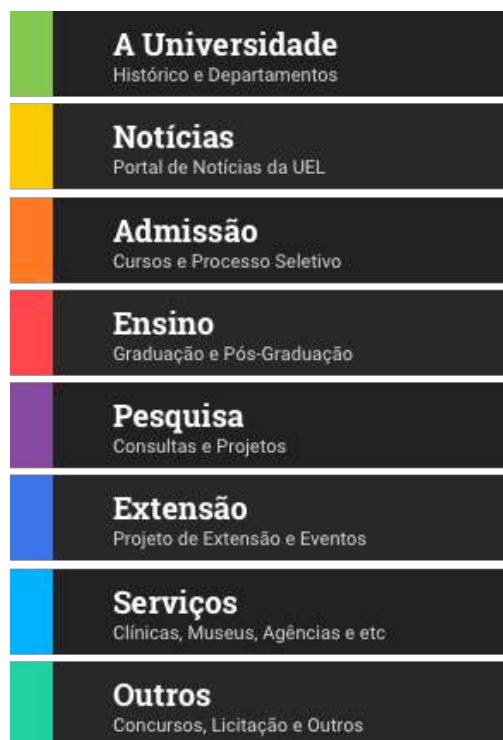 A Universidade
Histórico e Departamentos
Notícias
Portal de Notícias da UEL
Admissão
Cursos e Processo Seletivo
Ensino
Graduação e Pós-Graduação
Pesquisa
Consultas e Projetos
Extensão
Projeto de Extensão e Eventos
Serviços
Clínicas, Museus, Agências e etc
Outros
Concursos, Licitação e Outros